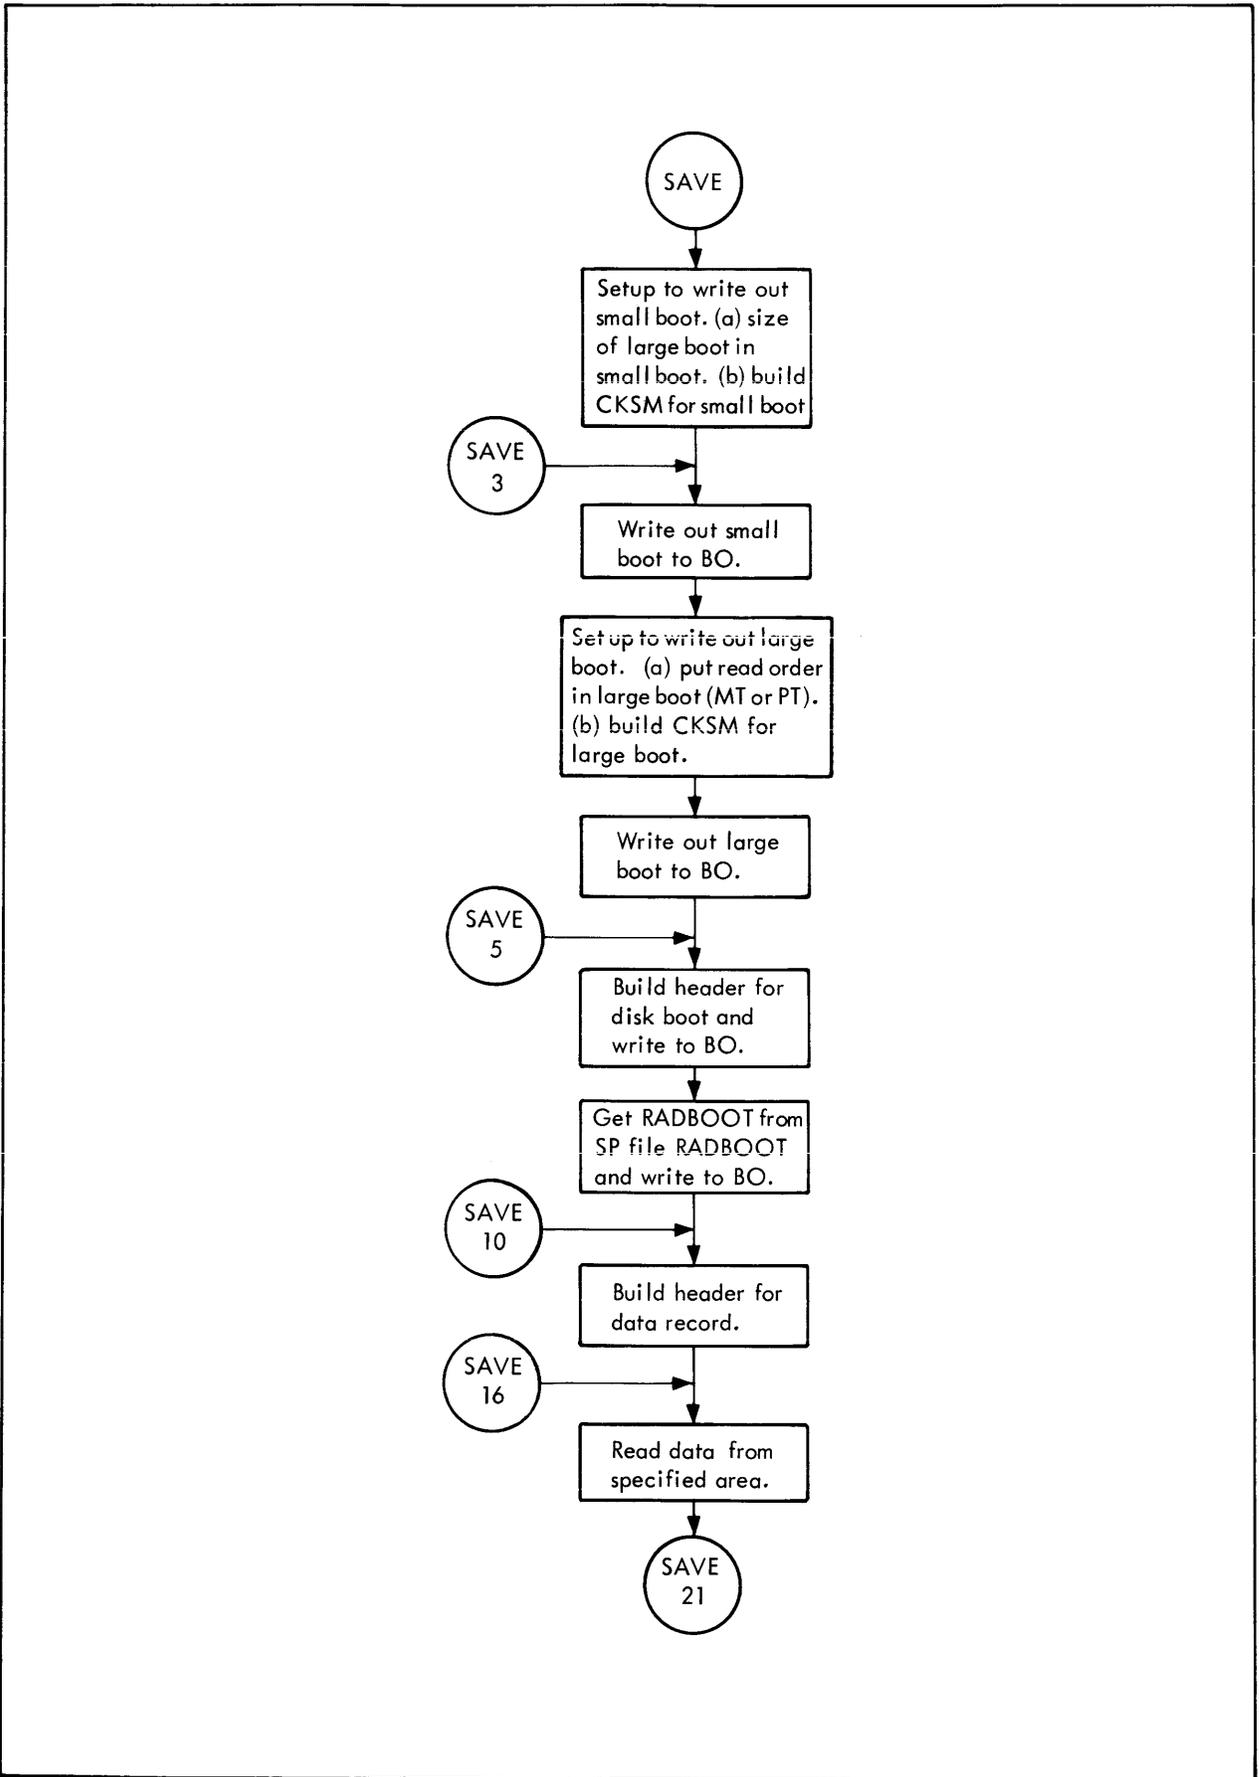 SAVE
Setup to write out
small boot. (a) size
of large boot in
small boot. (b) build
CKSM for small boot
SAVE
3
Write out small
boot to BO.
Set up to write out large
boot. (a) put read order
in large boot (MT or PT).
(b) build CKSM for
large boot.
Write out large
boot to BO.
SAVE
5
Build header for
disk boot and
write to BO.
Get RADBOOT from
SP file RADBOOT
and write to BO.
SAVE
10
Build header for
data record.
SAVE
16
Read data from
specified area.
SAVE
21